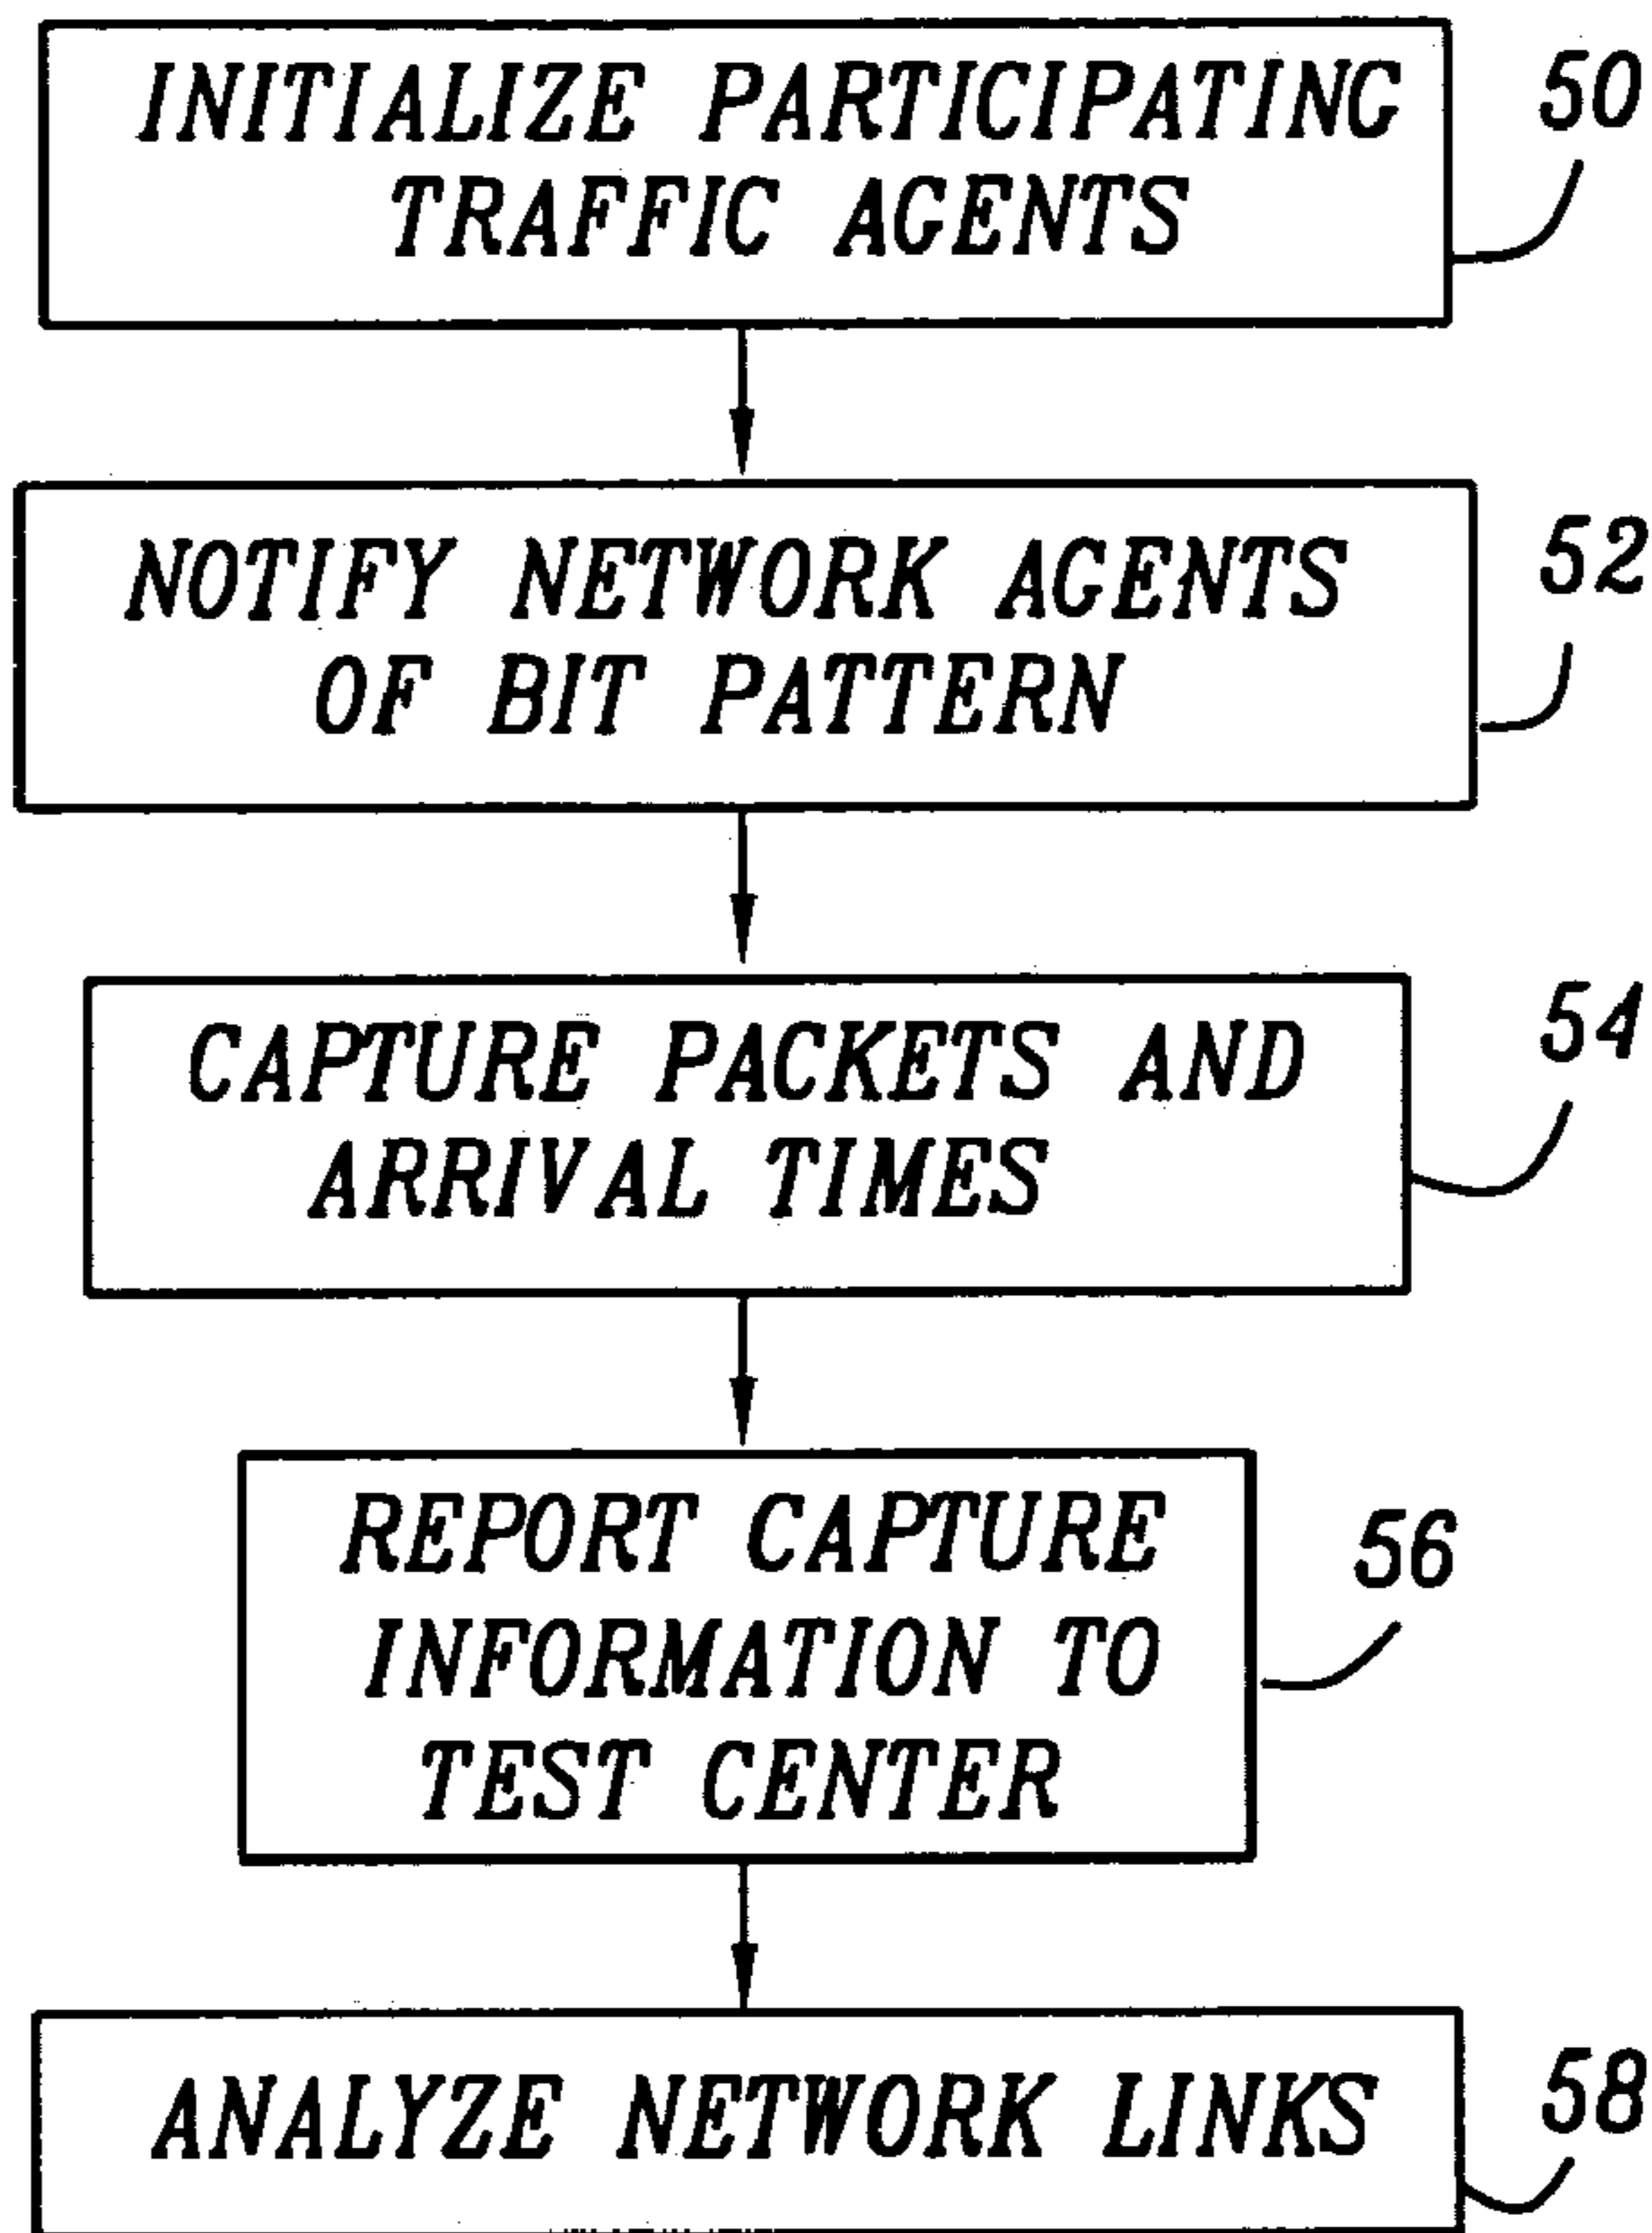 INITIALIZE PARTICIPATING
TRAFFIC AGENTS
50
NOTIFY NETWORK AGENTS
OF BIT PATTERN
52
CAPTURE PACKETS AND
ARRIVAL TIMES
54
REPORT CAPTURE
INFORMATION TO
TEST CENTER
56
ANALYZE NETWORK LINKS
58